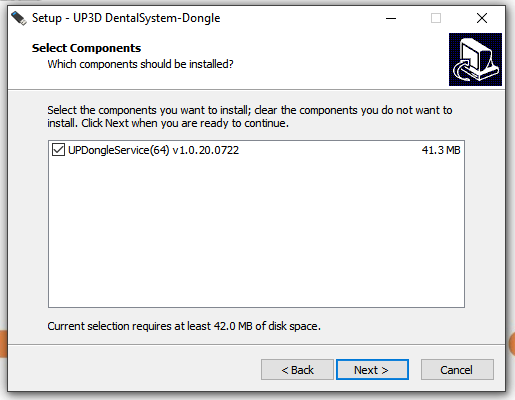 Setup - UP3D DentalSystem-Dongle
Select Components
Which components should be installed?
Select the components you want to install; clear the components you do not want to
install. Click Next when you are ready to continue.
UPDongleService(64) v1.0.20.0722 41.3 MB
Current selection requires at least 42.0 MB of disk space.
< Back Next > Cancel